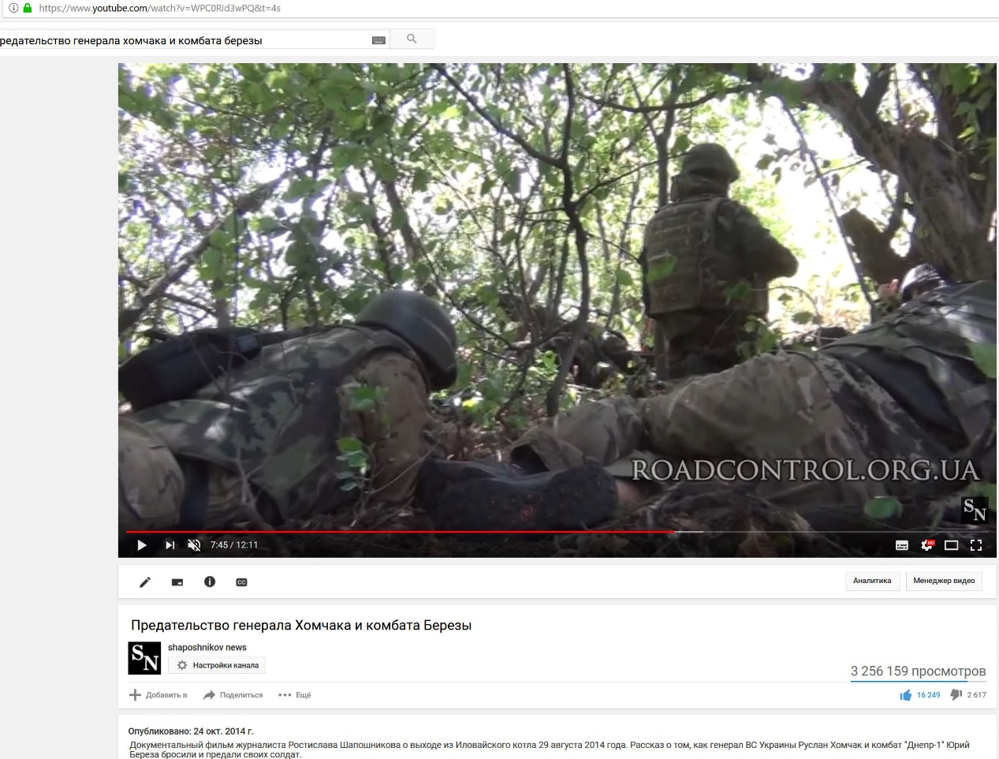 https://www.youtube.com/watch?v=WPC0RId3wPQ&t=4s
редательство генерала хомчака и комбата березы
ROADCONTROL.ORG.UA
SN
HD
7:45 / 12:11
CC
Аналитика
Менеджер видео
Предательство генерала Хомчака и комбата Березы
SN
shaposhnikov news
Настройки канала
3 256 159 просмотров
Добавить в
Поделиться
Ещё
16 249
2 617
Опубликовано: 24 окт. 2014 г.
Документальный фильм журналиста Ростислава Шапошникова о выходе из Иловайского котла 29 августа 2014 года. Рассказ о том, как генерал ВС Украины Руслан Хомчак и комбат "Днепр-1" Юрий
Береза бросили и предали своих солдат.